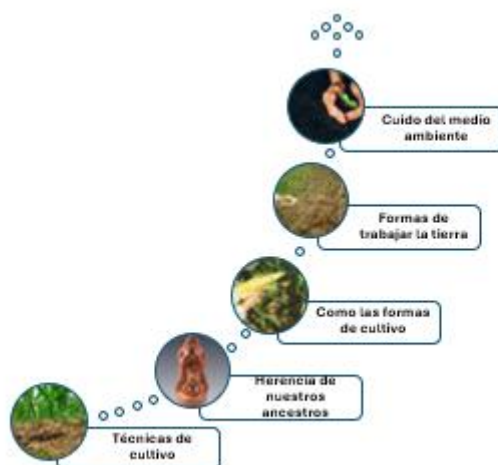 Cuido del medio
ambiente
Formas de
trabajar la tierra
Como las formas
de cultivo
Herencia de
nuestros
ancestros
Técnicas de
cultivo